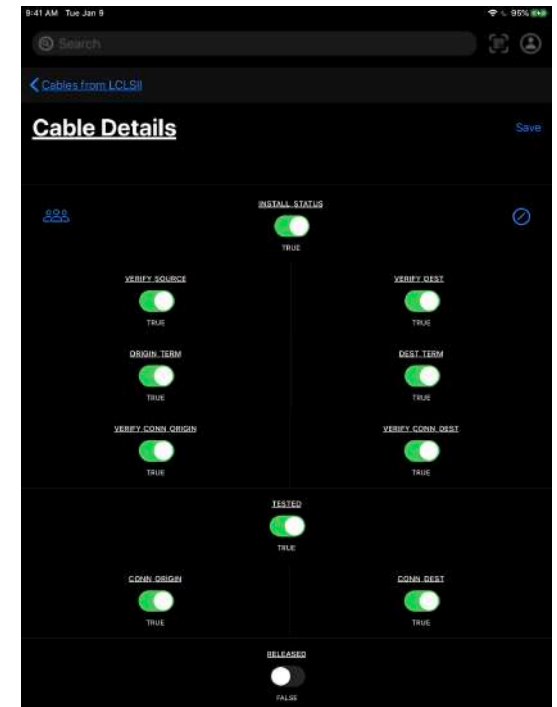 9:41 AM Tue Jan 9
95%
Search
Cables from LCLSII
Cable Details
Save
INSTALL STATUS
TRUE
VERIFY SOURCE
VERIFY DEST
TRUE
TRUE
ORIGIN TERM
DEST TERM
TRUE
TRUE
VERIFY CONN ORIGIN
VERIFY CONN DEST
TRUE
TRUE
TESTED
TRUE
CONN ORIGIN
CONN DEST
TRUE
TRUE
RELEASED
FALSE